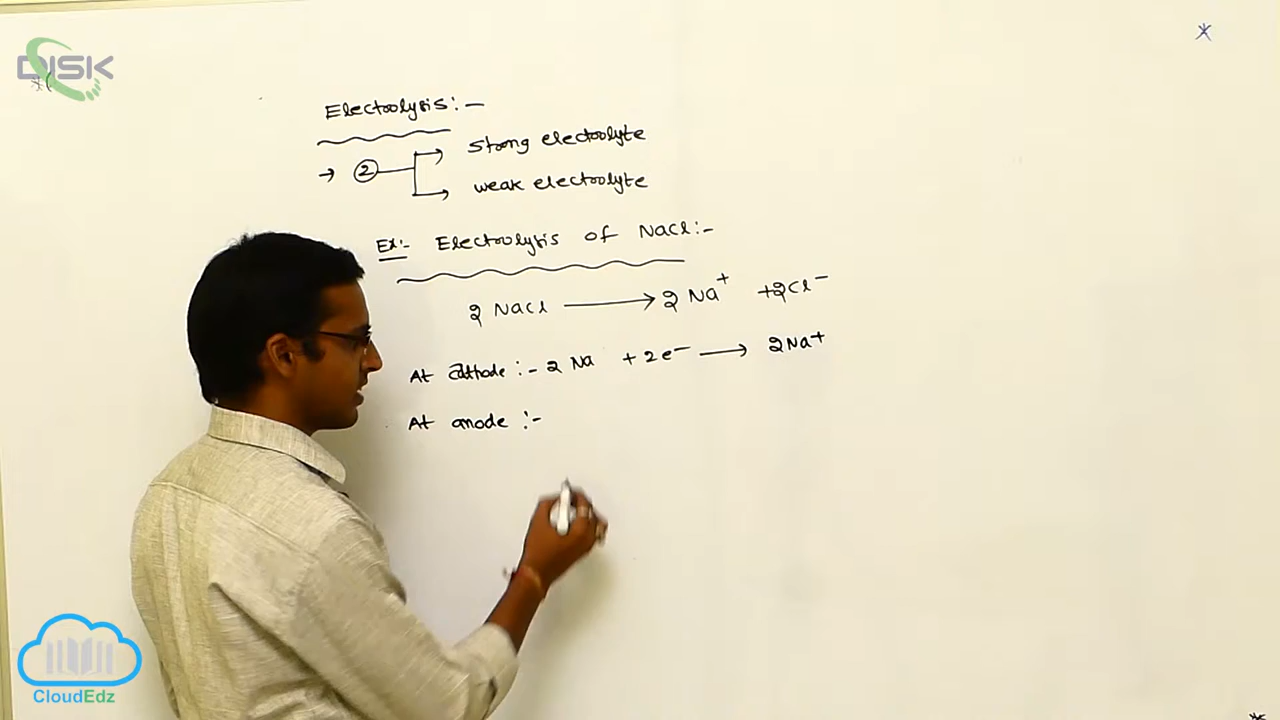 DISK
Electrolysis:-
→ 2 → strong electrolyte
→ weak electrolyte
Ex:- Electrolysis of NaCl:-
2 NaCl ⟶ 2 Na⁺ + 2Cl⁻
At cathode :- 2 Na + 2e⁻ ⟶ 2Na⁺
At anode :-
CloudEdz